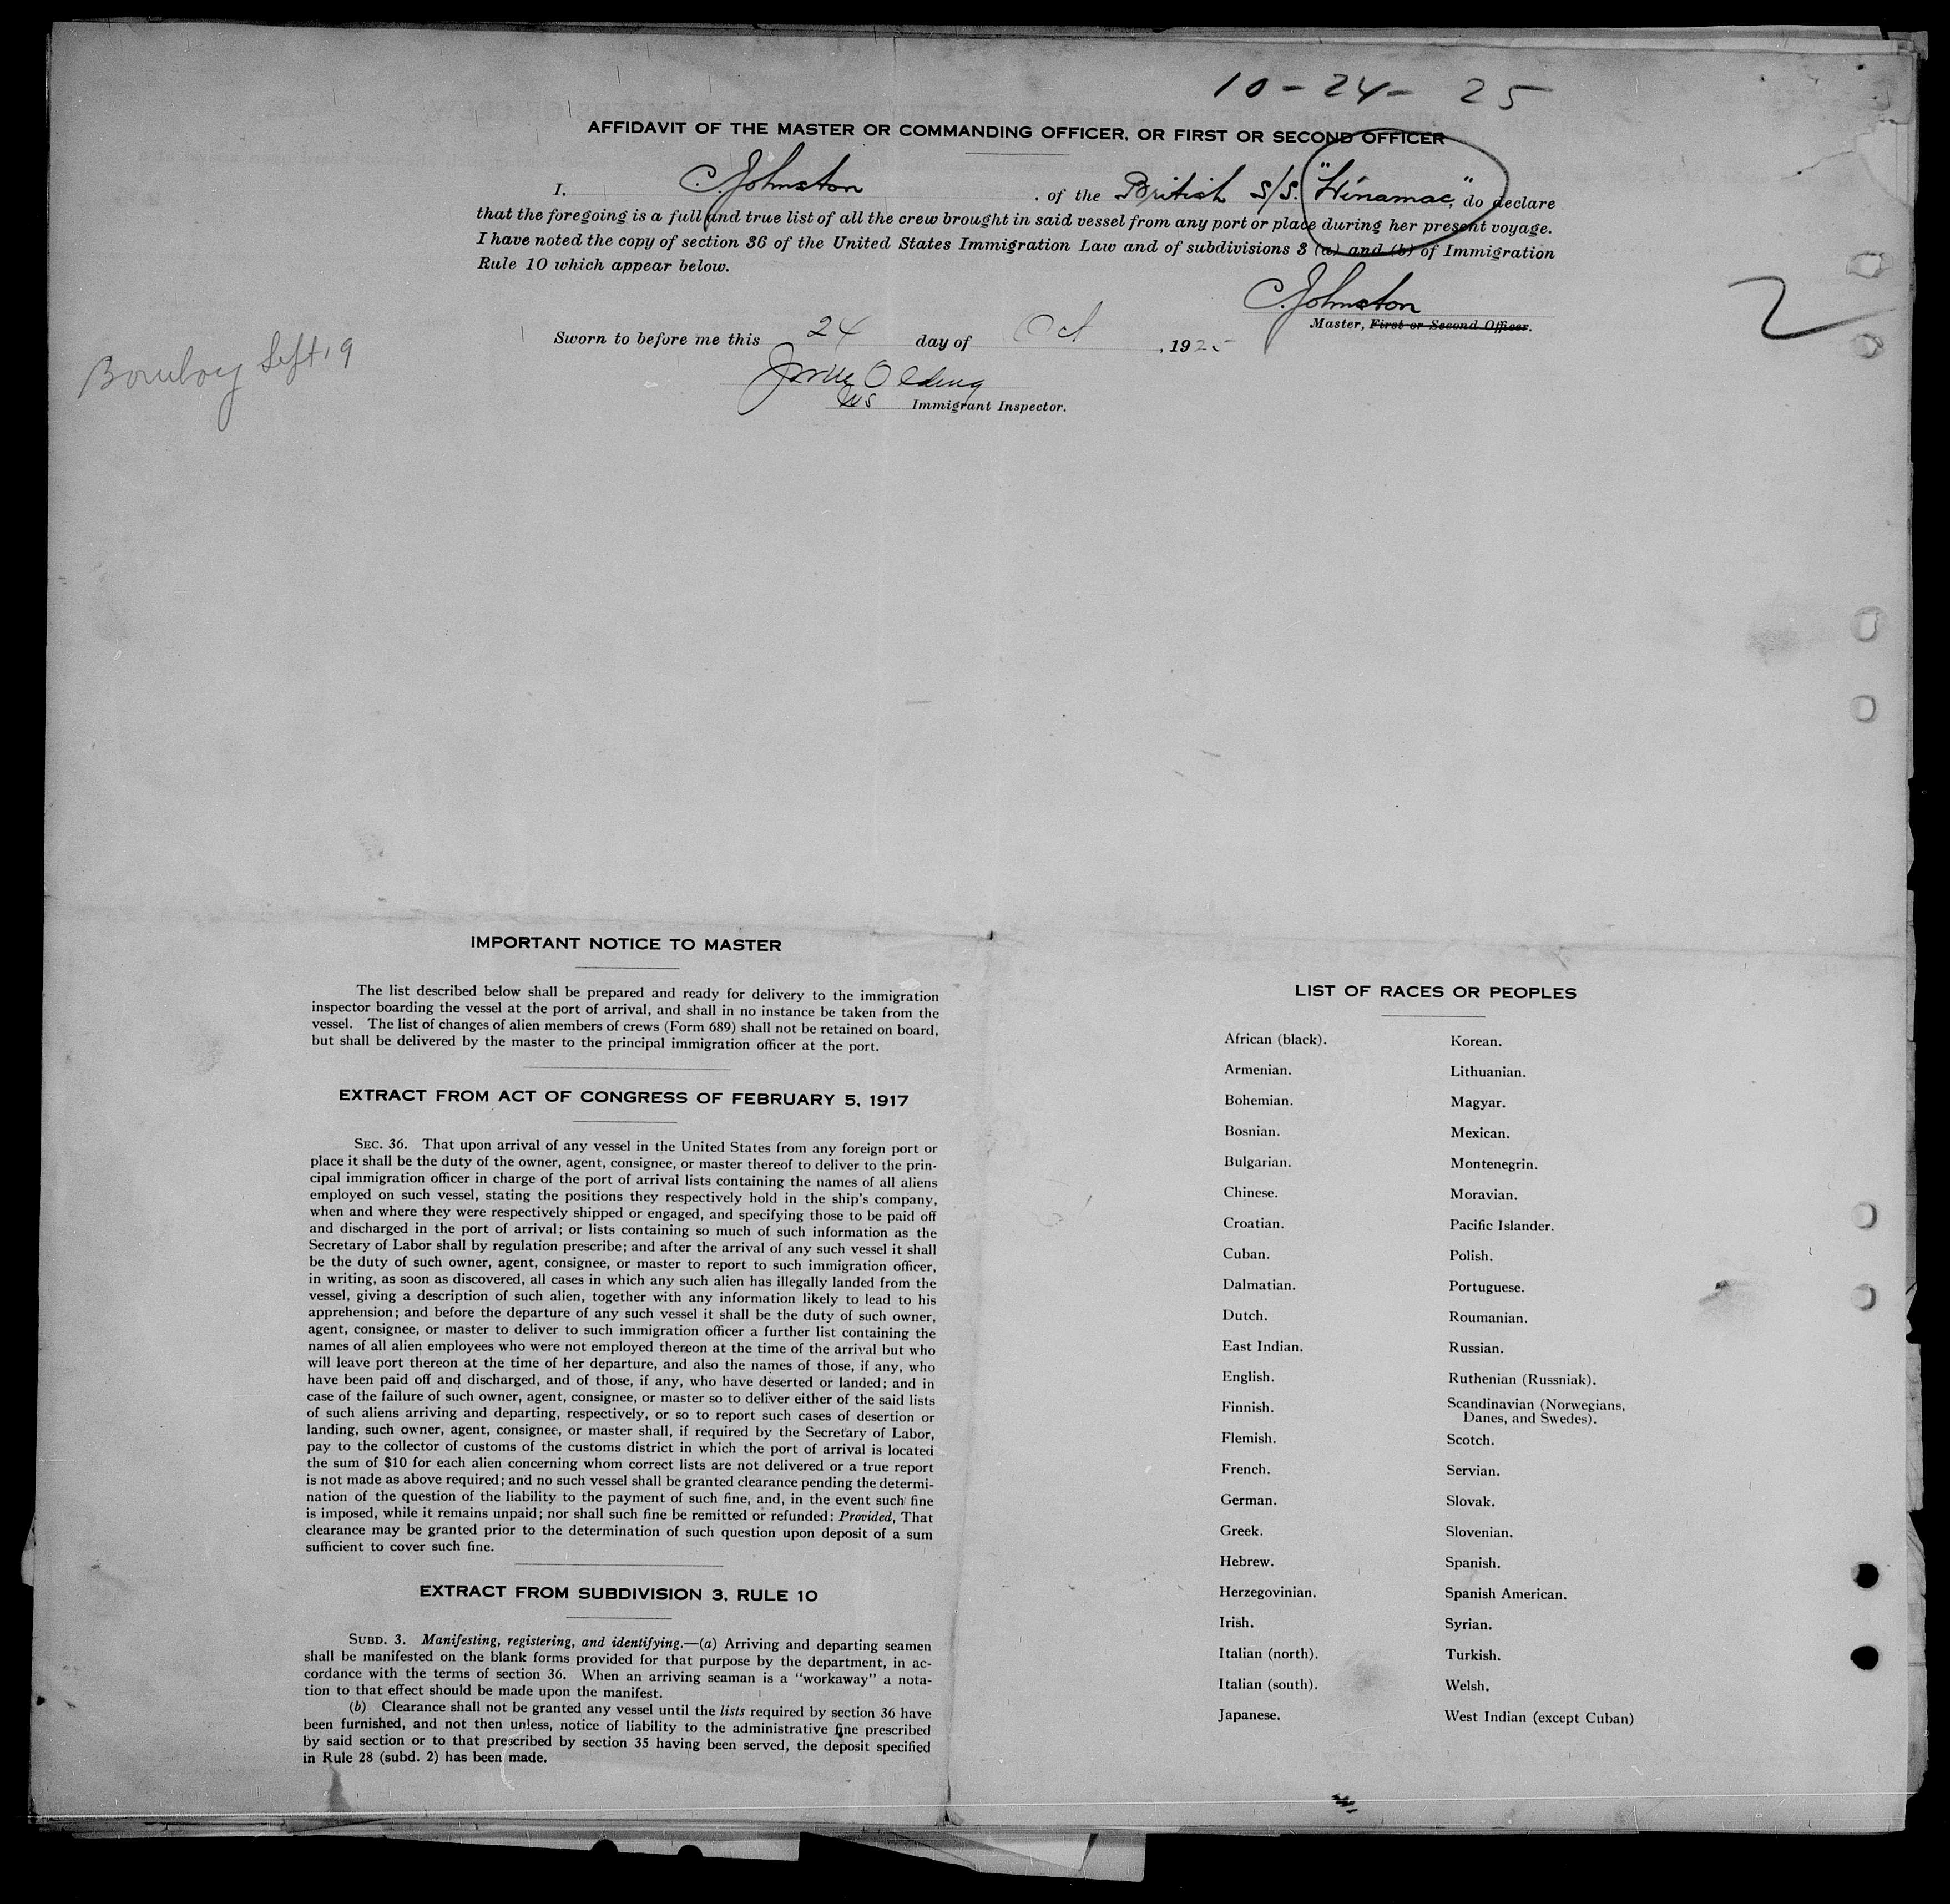 10-24-25
AFFIDAVIT OF THE MASTER OR COMMANDING OFFICER, OR FIRST OR SECOND OFFICER
I, C. Johnston, of the British S/S. "Winamac", do declare
that the foregoing is a full and true list of all the crew brought in said vessel from any port or place during her present voyage.
I have noted the copy of section 36 of the United States Immigration Law and of subdivisions 3 (a) and (b) of Immigration
Rule 10 which appear below.
C. Johnston
Master, First or Second Officer.
2
Sworn to before me this 24 day of Oct, 1925
Bombay Sept 19
US Immigrant Inspector.
IMPORTANT NOTICE TO MASTER
The list described below shall be prepared and ready for delivery to the immigration
inspector boarding the vessel at the port of arrival, and shall in no instance be taken from the
vessel. The list of changes of alien members of crews (Form 689) shall not be retained on board,
but shall be delivered by the master to the principal immigration officer at the port.
EXTRACT FROM ACT OF CONGRESS OF FEBRUARY 5, 1917
SEC. 36. That upon arrival of any vessel in the United States from any foreign port or
place it shall be the duty of the owner, agent, consignee, or master thereof to deliver to the prin-
cipal immigration officer in charge of the port of arrival lists containing the names of all aliens
employed on such vessel, stating the positions they respectively hold in the ship's company,
when and where they were respectively shipped or engaged, and specifying those to be paid off
and discharged in the port of arrival; or lists containing so much of such information as the
Secretary of Labor shall by regulation prescribe; and after the arrival of any such vessel it shall
be the duty of such owner, agent, consignee, or master to report to such immigration officer,
in writing, as soon as discovered, all cases in which any such alien has illegally landed from the
vessel, giving a description of such alien, together with any information likely to lead to his
apprehension; and before the departure of any such vessel it shall be the duty of such owner,
agent, consignee, or master to deliver to such immigration officer a further list containing the
names of all alien employees who were not employed thereon at the time of the arrival but who
will leave port thereon at the time of her departure, and also the names of those, if any, who
have been paid off and discharged, and of those, if any, who have deserted or landed; and in
case of the failure of such owner, agent, consignee, or master so to deliver either of the said lists
of such aliens arriving and departing, respectively, or so to report such cases of desertion or
landing, such owner, agent, consignee, or master shall, if required by the Secretary of Labor,
pay to the collector of customs of the customs district in which the port of arrival is located
the sum of $10 for each alien concerning whom correct lists are not delivered or a true report
is not made as above required; and no such vessel shall be granted clearance pending the determi-
nation of the question of the liability to the payment of such fine, and, in the event such fine
is imposed, while it remains unpaid; nor shall such fine be remitted or refunded: Provided, That
clearance may be granted prior to the determination of such question upon deposit of a sum
sufficient to cover such fine.
EXTRACT FROM SUBDIVISION 3, RULE 10
SUBD. 3. Manifesting, registering, and identifying.—(a) Arriving and departing seamen
shall be manifested on the blank forms provided for that purpose by the department, in ac-
cordance with the terms of section 36. When an arriving seaman is a "workaway" a nota-
tion to that effect should be made upon the manifest.
(b) Clearance shall not be granted any vessel until the lists required by section 36 have
been furnished, and not then unless, notice of liability to the administrative fine prescribed
by said section or to that prescribed by section 35 having been served, the deposit specified
in Rule 28 (subd. 2) has been made.
LIST OF RACES OR PEOPLES
African (black).
Armenian.
Bohemian.
Bosnian.
Bulgarian.
Chinese.
Croatian.
Cuban.
Dalmatian.
Dutch.
East Indian.
English.
Finnish.
Flemish.
French.
German.
Greek.
Hebrew.
Herzegovinian.
Irish.
Italian (north).
Italian (south).
Japanese.
Korean.
Lithuanian.
Magyar.
Mexican.
Montenegrin.
Moravian.
Pacific Islander.
Polish.
Portuguese.
Roumanian.
Russian.
Ruthenian (Russniak).
Scandinavian (Norwegians,
Danes, and Swedes).
Scotch.
Servian.
Slovak.
Slovenian.
Spanish.
Spanish American.
Syrian.
Turkish.
Welsh.
West Indian (except Cuban)